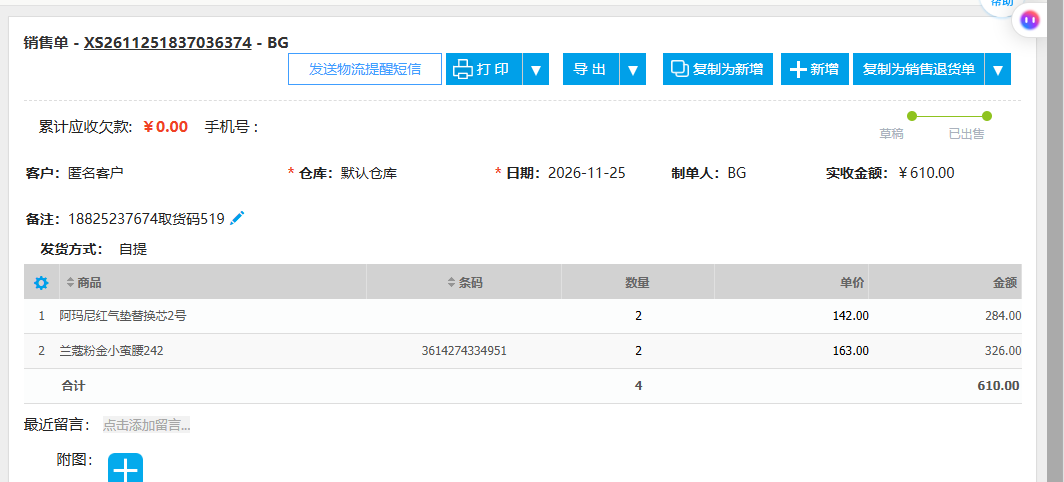 帮助
销售单 - XS2611251837036374 - BG
发送物流提醒短信 打印 ▼ 导出 ▼ 复制为新增 新增 复制为销售退货单 ▼
累计应收欠款: ￥0.00 手机号：
草稿 已出售
客户: 匿名客户 * 仓库: 默认仓库 * 日期: 2026-11-25 制单人: BG 实收金额: ￥610.00
备注: 18825237674取货码519
发货方式: 自提
商品 条码 数量 单价 金额
1 阿玛尼红气垫替换芯2号 2 142.00 284.00
2 兰蔻粉金小蛮腰242 3614274334951 2 163.00 326.00
合计 4 610.00
最近留言: 点击添加留言...
附图: